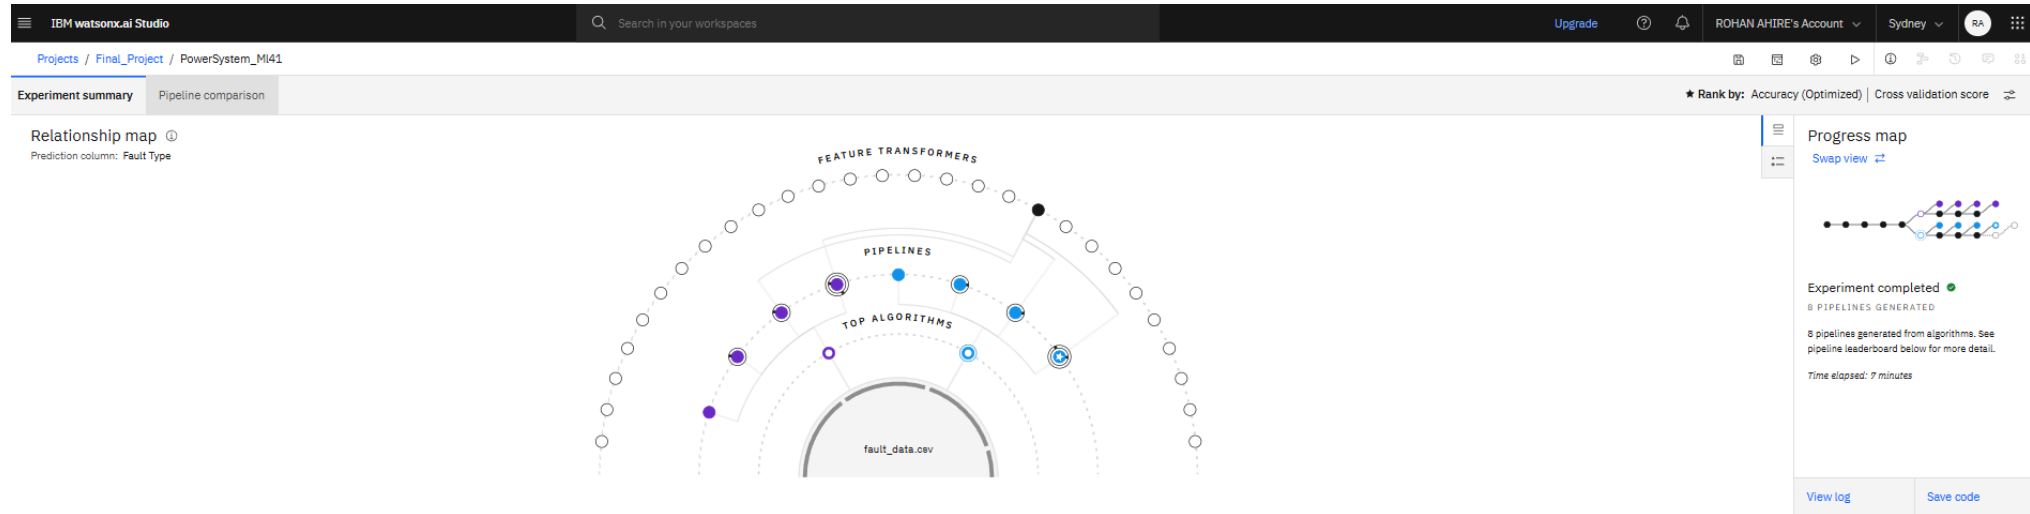 IBM watsonx.ai Studio
Search in your workspaces
Upgrade
ROHAN AHIRE's Account
Sydney
RA
Projects / Final_Project / PowerSystem_Ml41
Experiment summary
Pipeline comparison
★ Rank by: Accuracy (Optimized) | Cross validation score
Relationship map
Prediction column: Fault Type
FEATURE TRANSFORMERS
PIPELINES
TOP ALGORITHMS
fault_data.csv
Progress map
Swap view
Experiment completed
8 PIPELINES GENERATED
8 pipelines generated from algorithms. See
pipeline leaderboard below for more detail.
Time elapsed: 7 minutes
View log
Save code